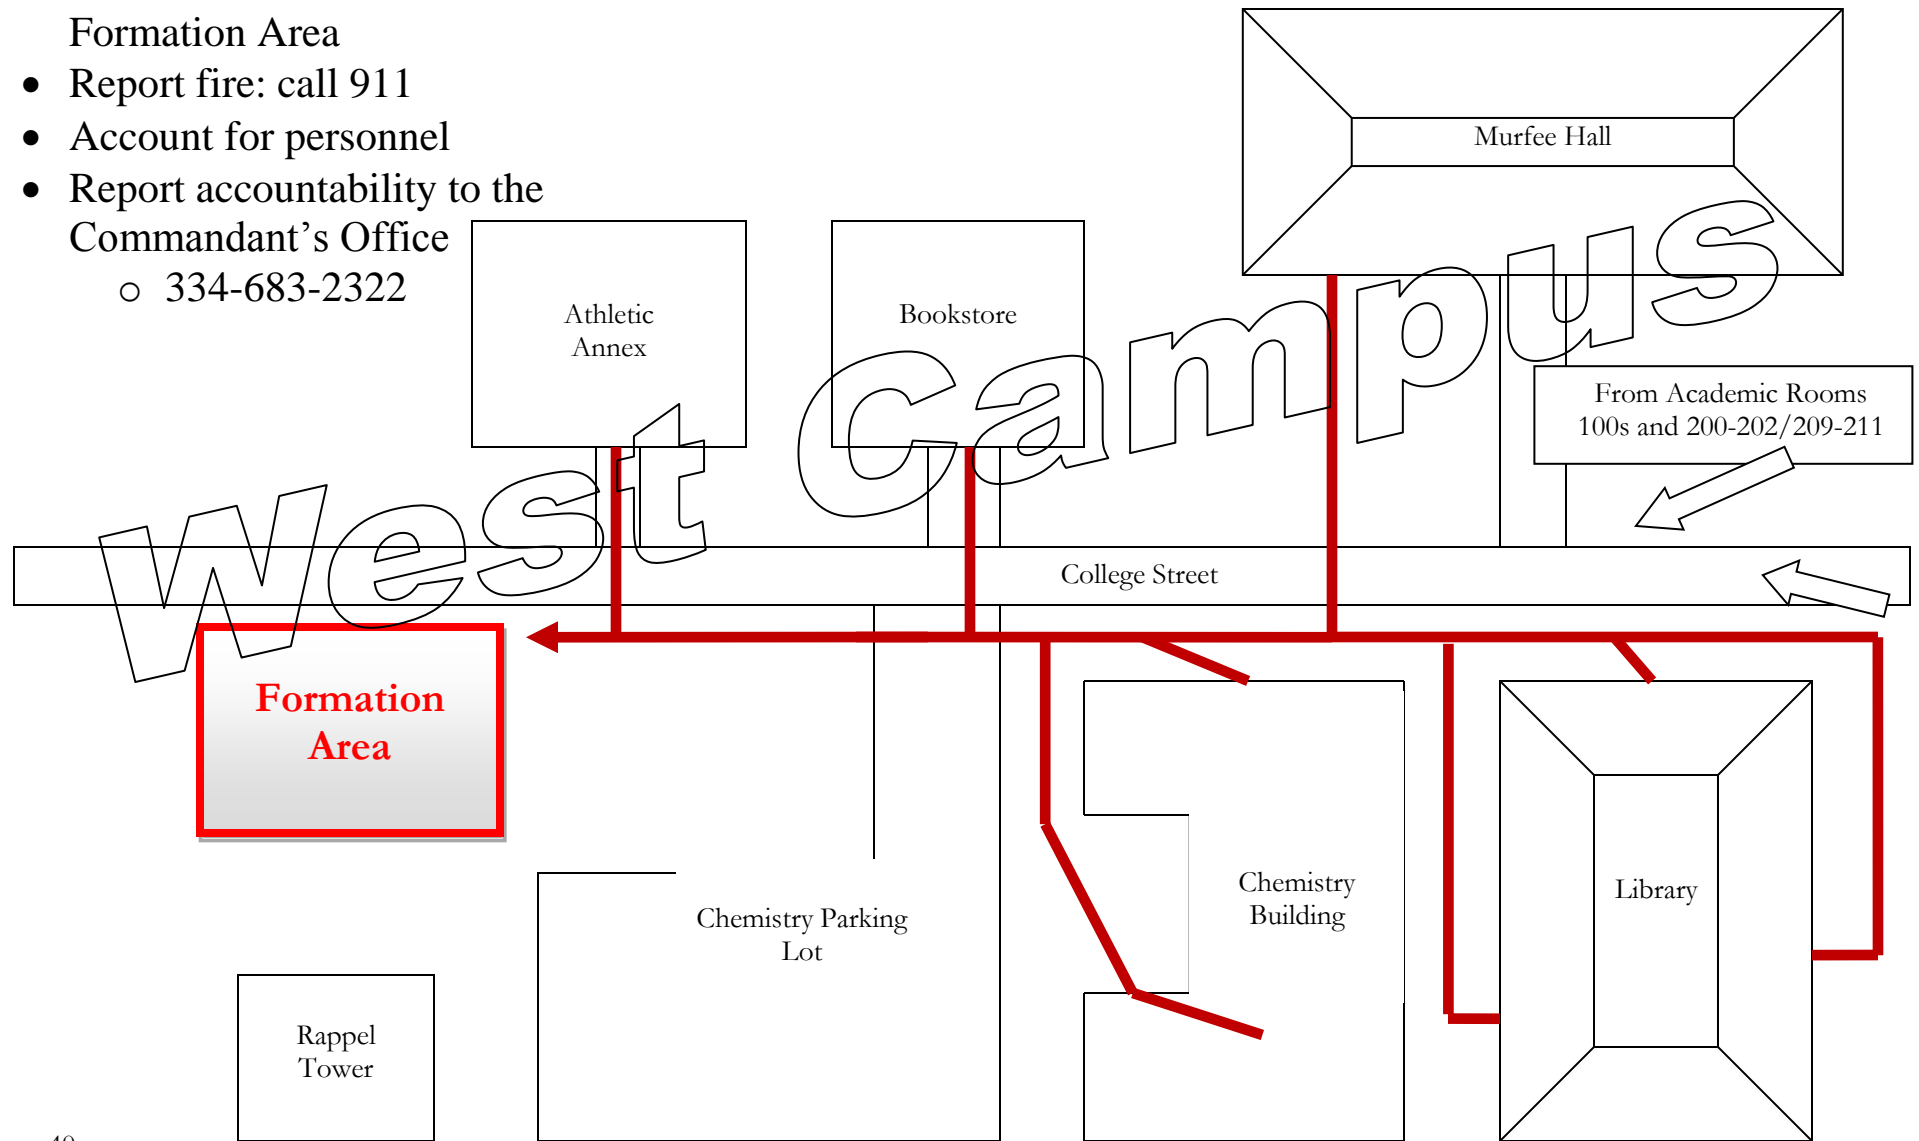 Formation Area
• Report fire: call 911
• Account for personnel
• Report accountability to the
Commandant’s Office
o 334-683-2322
Murfee Hall
Athletic
Annex
Bookstore
West Campus
From Academic Rooms
100s and 200-202/209-211
College Street
Formation
Area
Chemistry Parking
Lot
Chemistry
Building
Library
Rappel
Tower